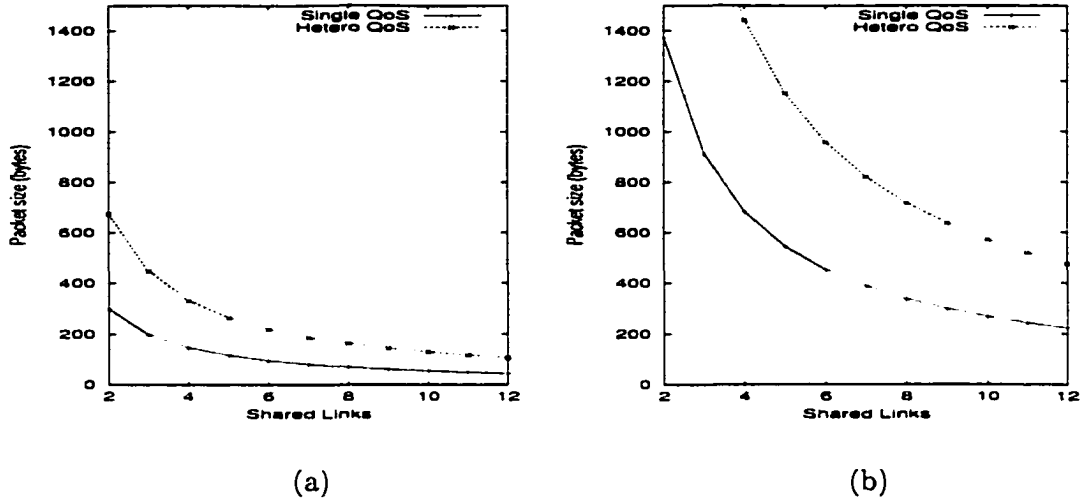 Single QoS
Hetero QoS
1400
1200
1000
800
600
400
200
0
Packet size (bytes)
2 4 6 8 10 12
Shared Links
(a)
Single QoS
Hetero QoS
1400
1200
1000
800
600
400
200
0
Packet size (bytes)
2 4 6 8 10 12
Shared Links
(b)